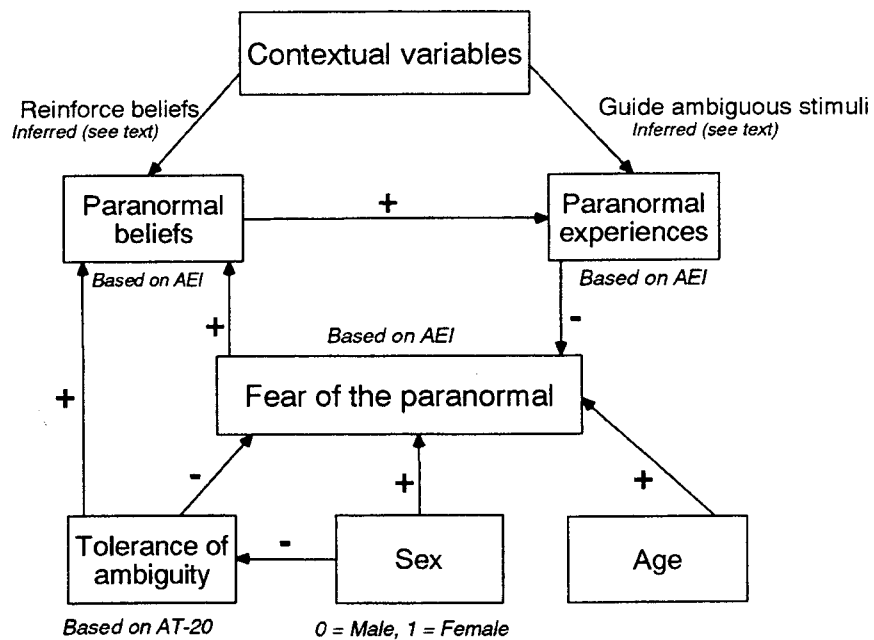 Contextual variables
Reinforce beliefs
Inferred (see text)
Guide ambiguous stimuli
Inferred (see text)
Paranormal
beliefs
+
Paranormal
experiences
Based on AEI
Based on AEI
+
Based on AEI
-
Fear of the paranormal
+
-
+
+
Tolerance of
ambiguity
-
Sex
Age
Based on AT-20
0 = Male, 1 = Female